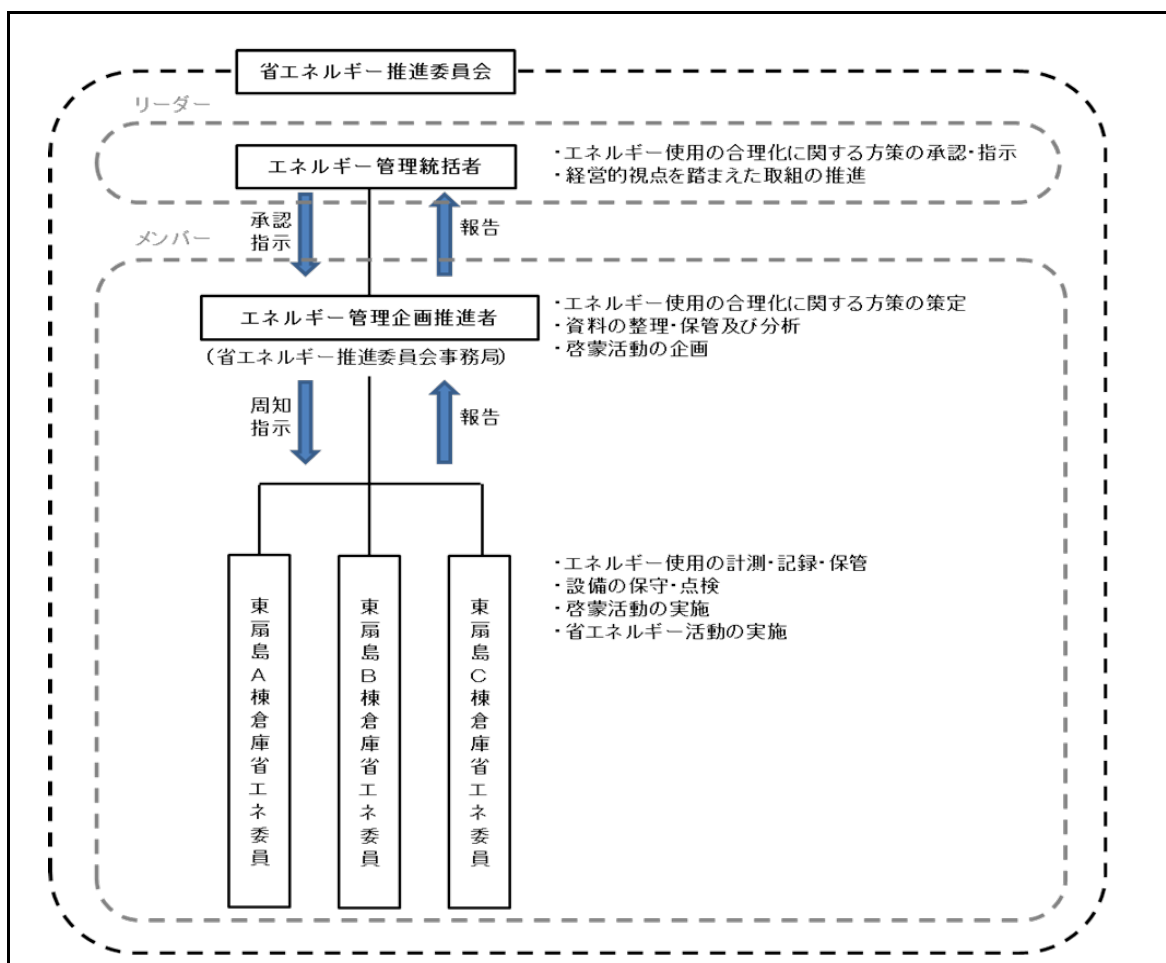 省エネルギー推進委員会
リーダー
エネルギー管理統括者
・エネルギー使用の合理化に関する方策の承認・指示
・経営的視点を踏まえた取組の推進
承認
指示
報告
メンバー
エネルギー管理企画推進者
（省エネルギー推進委員会事務局）
・エネルギー使用の合理化に関する方策の策定
・資料の整理・保管及び分析
・啓蒙活動の企画
周知
指示
報告
東扇島A棟倉庫省エネ委員
東扇島B棟倉庫省エネ委員
東扇島C棟倉庫省エネ委員
・エネルギー使用の計測・記録・保管
・設備の保守・点検
・啓蒙活動の実施
・省エネルギー活動の実施